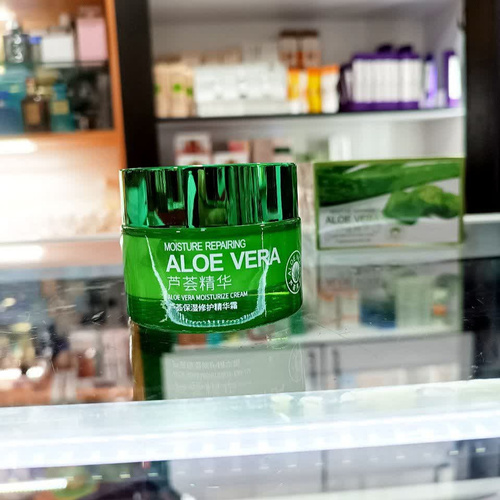 MOISTURE REPAIRING
ALOE VERA
芦荟精华
ALOE VERA MOISTURIZE CREAM
芦荟保湿修护精华霜
ALOE VERA